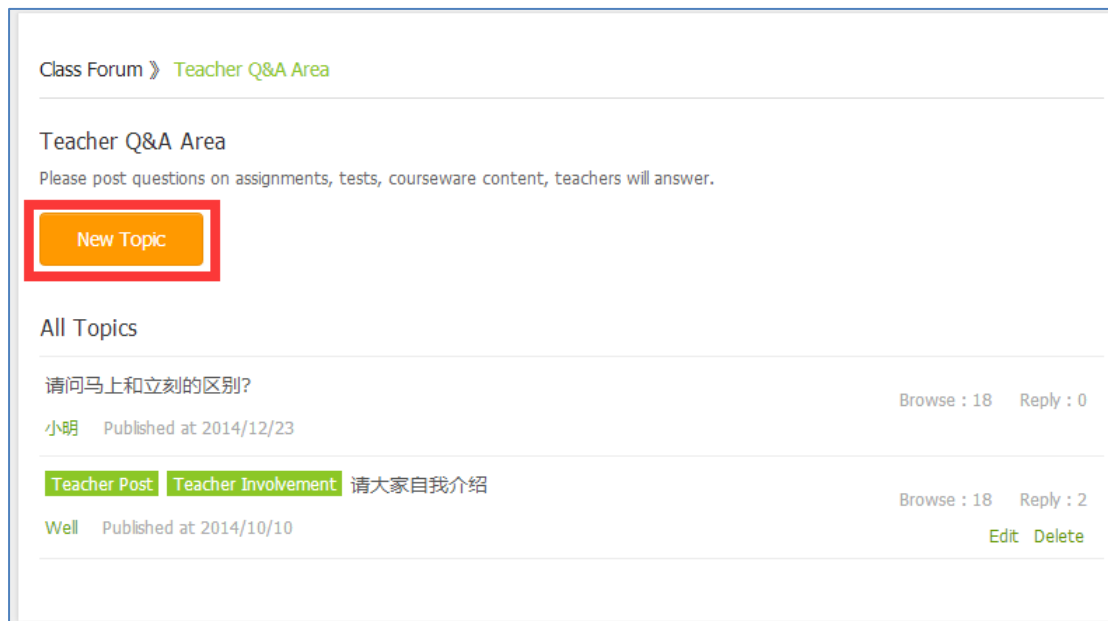 Class Forum 》 Teacher Q&A Area
Teacher Q&A Area
Please post questions on assignments, tests, courseware content, teachers will answer.
New Topic
All Topics
请问马上和立刻的区别?
Browse : 18 Reply : 0
小明 Published at 2014/12/23
Teacher Post Teacher Involvement 请大家自我介绍
Browse : 18 Reply : 2
Well Published at 2014/10/10
Edit Delete